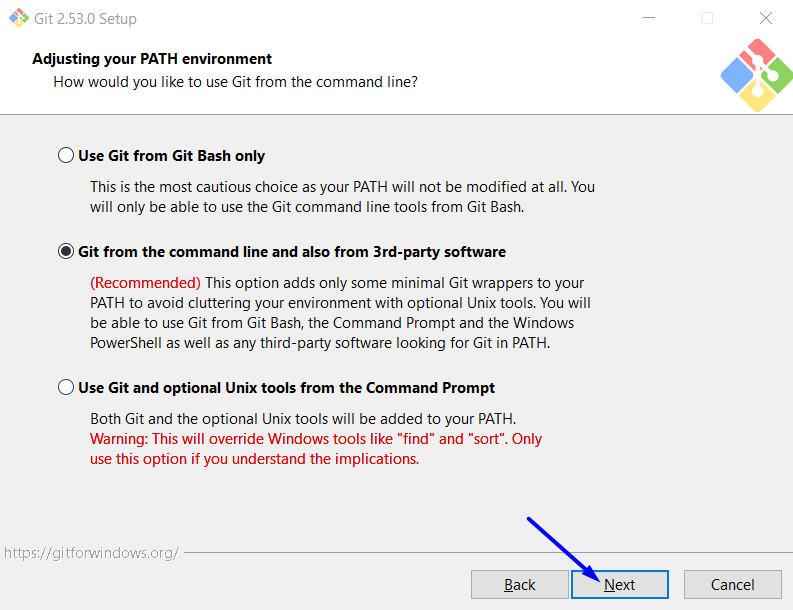 Git 2.53.0 Setup
Adjusting your PATH environment
How would you like to use Git from the command line?
Use Git from Git Bash only
This is the most cautious choice as your PATH will not be modified at all. You
will only be able to use the Git command line tools from Git Bash.
Git from the command line and also from 3rd-party software
(Recommended) This option adds only some minimal Git wrappers to your
PATH to avoid cluttering your environment with optional Unix tools. You will
be able to use Git from Git Bash, the Command Prompt and the Windows
PowerShell as well as any third-party software looking for Git in PATH.
Use Git and optional Unix tools from the Command Prompt
Both Git and the optional Unix tools will be added to your PATH.
Warning: This will override Windows tools like "find" and "sort". Only
use this option if you understand the implications.
https://gitforwindows.org/
Back Next Cancel